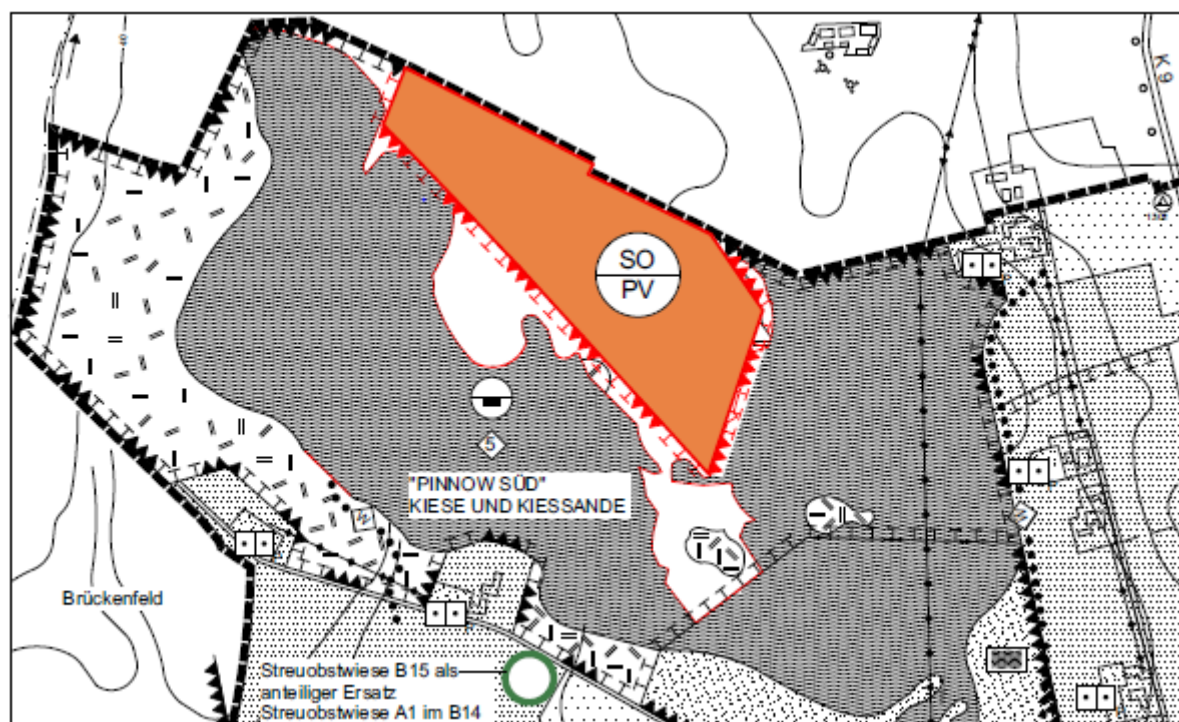 K 9
SO
PV
5
"PINNOW SÜD"
KIESE UND KIESSANDE
Brückenfeld
Streuobstwiese B15 als
anteiliger Ersatz
Streuobstwiese A1 im B14